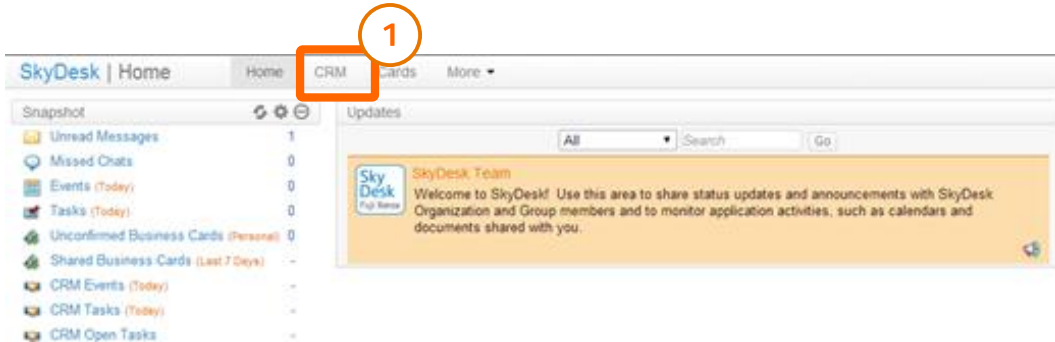 1
SkyDesk | Home Home CRM Cards More
Snapshot
Unread Messages 1
Missed Chats 0
Events (Today) 0
Tasks (Today) 0
Unconfirmed Business Cards (Personal) 0
Shared Business Cards (Last 7 Days) -
CRM Events (Today) -
CRM Tasks (Today) -
CRM Open Tasks -
Updates
All Search Go
Sky
Desk
Fuji Xerox
SkyDesk Team
Welcome to SkyDesk! Use this area to share status updates and announcements with SkyDesk
Organization and Group members and to monitor application activities, such as calendars and
documents shared with you.